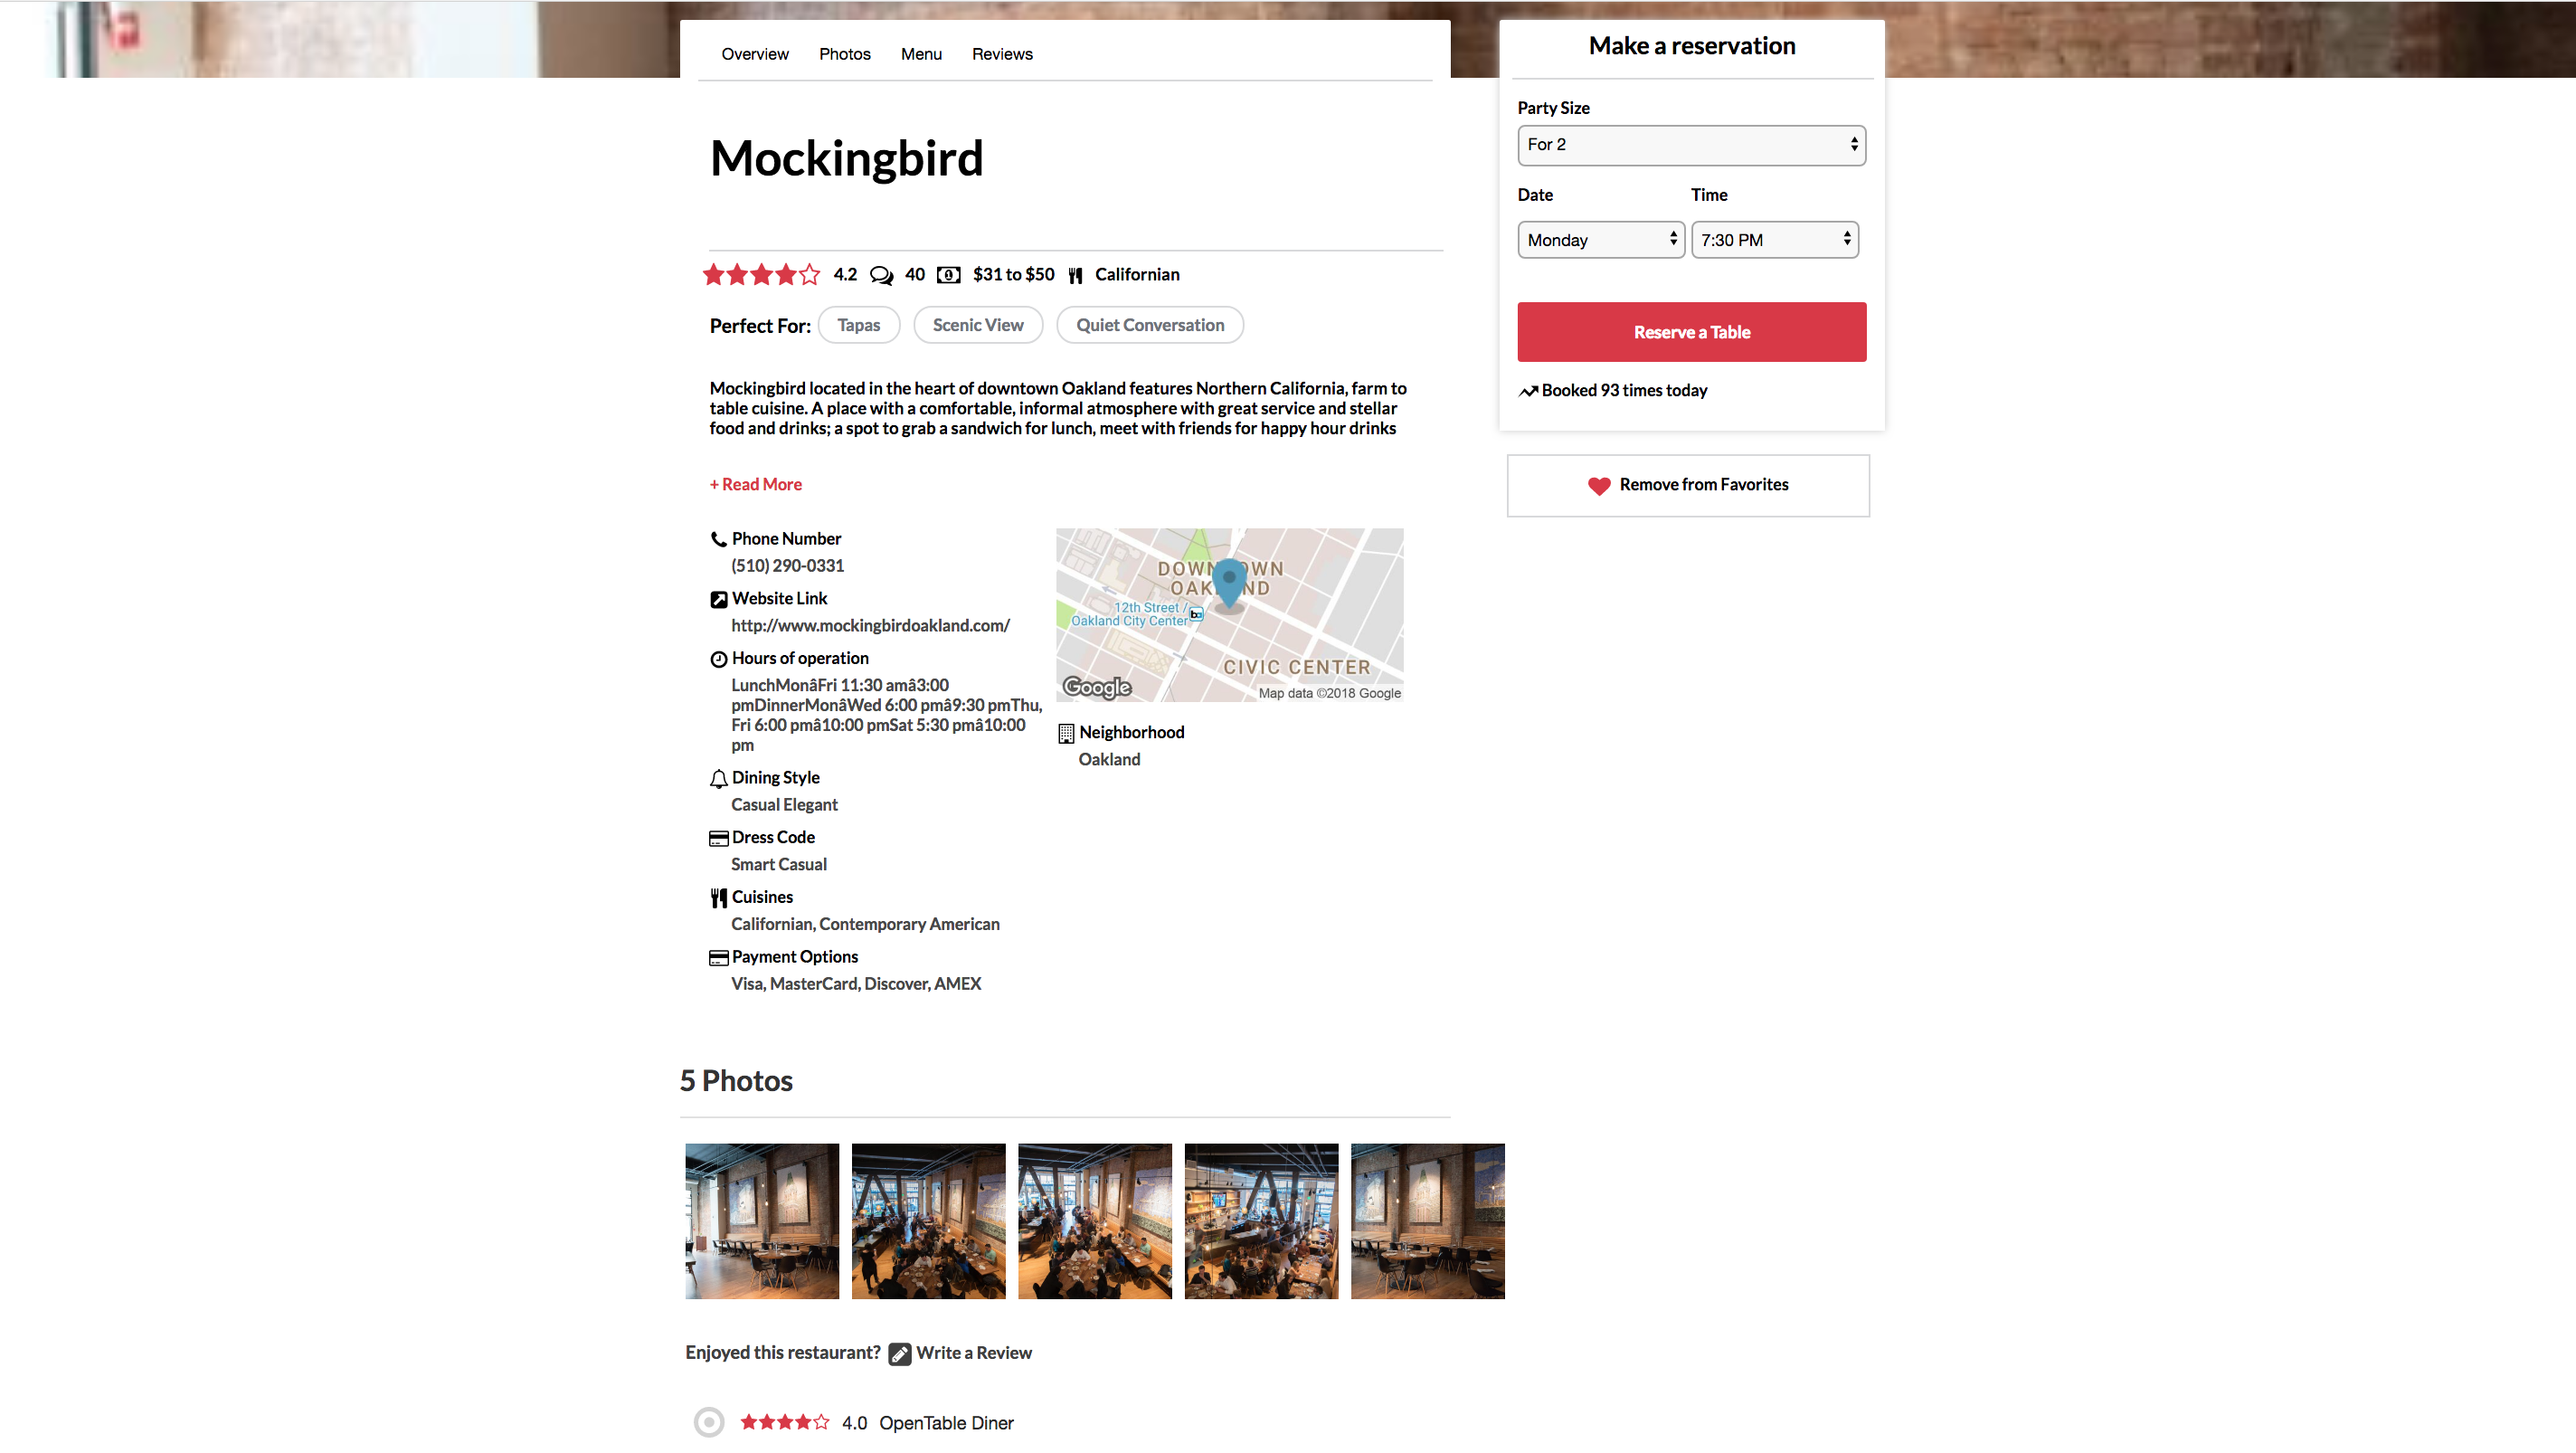 Overview Photos Menu Reviews
Mockingbird
4.2 40 $31 to $50 Californian
Perfect For: Tapas Scenic View Quiet Conversation
Mockingbird located in the heart of downtown Oakland features Northern California, farm to
table cuisine. A place with a comfortable, informal atmosphere with great service and stellar
food and drinks; a spot to grab a sandwich for lunch, meet with friends for happy hour drinks
+ Read More
Phone Number
(510) 290-0331
Website Link
http://www.mockingbirdoakland.com/
Hours of operation
LunchMonâFri 11:30 amâ3:00
pmDinnerMonâWed 6:00 pmâ9:30 pmThu,
Fri 6:00 pmâ10:00 pmSat 5:30 pmâ10:00
pm
Dining Style
Casual Elegant
Dress Code
Smart Casual
Cuisines
Californian, Contemporary American
Payment Options
Visa, MasterCard, Discover, AMEX
DOWNTOWN
OAKLAND
12th Street /
Oakland City Center
CIVIC CENTER
Google
Map data ©2018 Google
Neighborhood
Oakland
Make a reservation
Party Size
For 2
Date Time
Monday 7:30 PM
Reserve a Table
Booked 93 times today
Remove from Favorites
5 Photos
Enjoyed this restaurant? Write a Review
4.0 OpenTable Diner